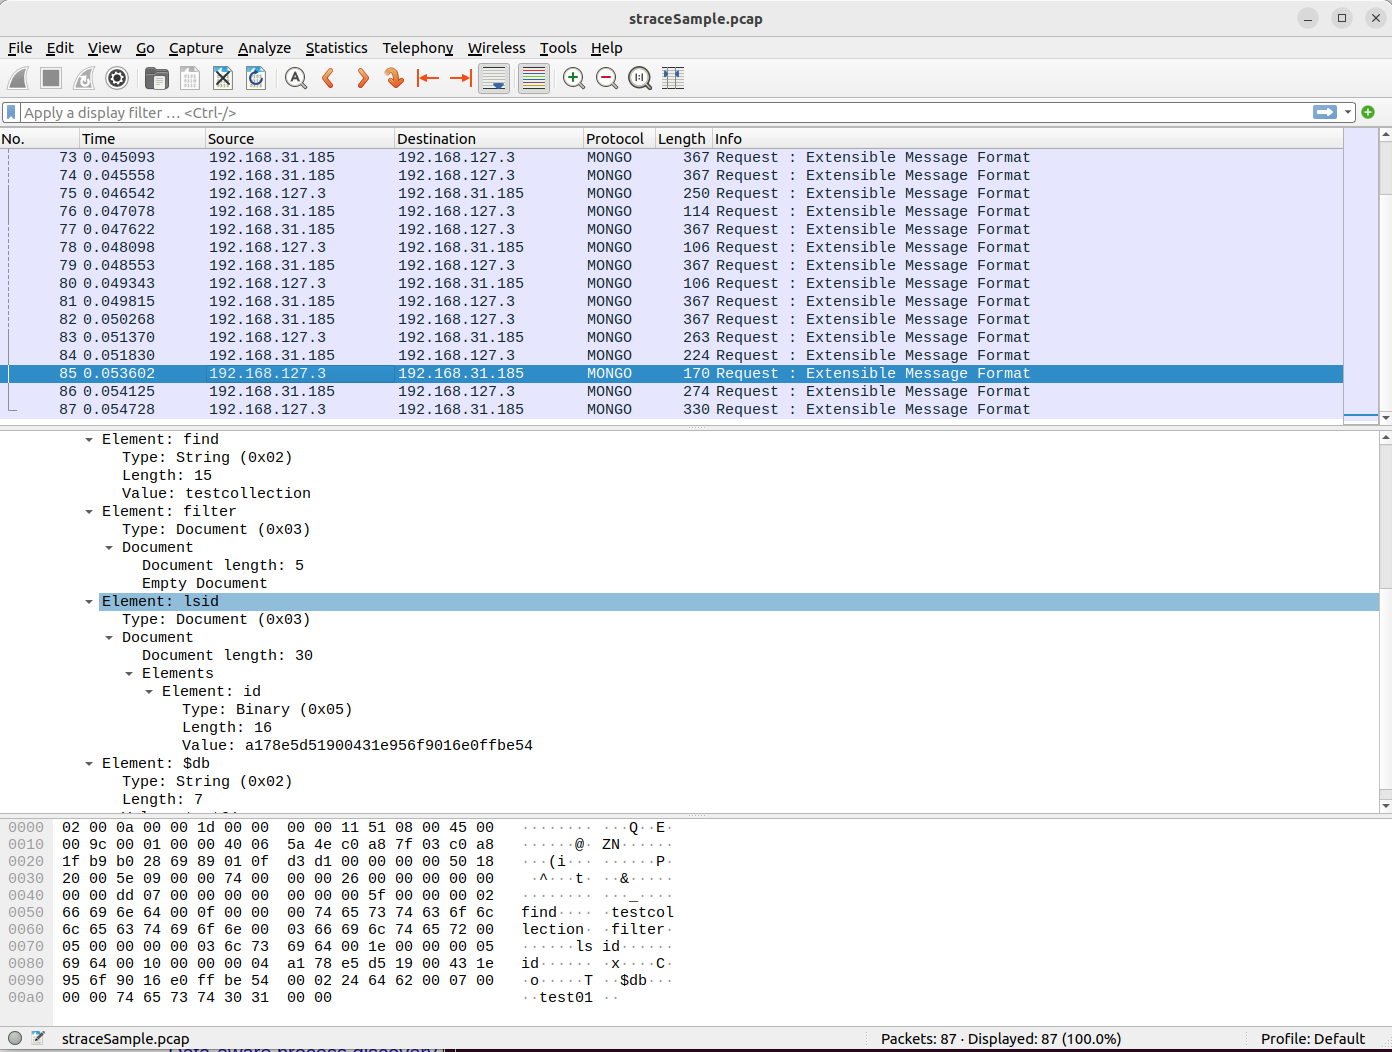 straceSample.pcap
File Edit View Go Capture Analyze Statistics Telephony Wireless Tools Help
Apply a display filter … <Ctrl-/>
No. Time Source Destination Protocol Length Info
73 0.045093 192.168.31.185 192.168.127.3 MONGO 367 Request : Extensible Message Format
74 0.045558 192.168.31.185 192.168.127.3 MONGO 367 Request : Extensible Message Format
75 0.046542 192.168.127.3 192.168.31.185 MONGO 250 Request : Extensible Message Format
76 0.047078 192.168.31.185 192.168.127.3 MONGO 114 Request : Extensible Message Format
77 0.047622 192.168.31.185 192.168.127.3 MONGO 367 Request : Extensible Message Format
78 0.048098 192.168.127.3 192.168.31.185 MONGO 106 Request : Extensible Message Format
79 0.048553 192.168.31.185 192.168.127.3 MONGO 367 Request : Extensible Message Format
80 0.049343 192.168.127.3 192.168.31.185 MONGO 106 Request : Extensible Message Format
81 0.049815 192.168.31.185 192.168.127.3 MONGO 367 Request : Extensible Message Format
82 0.050268 192.168.31.185 192.168.127.3 MONGO 367 Request : Extensible Message Format
83 0.051370 192.168.127.3 192.168.31.185 MONGO 263 Request : Extensible Message Format
84 0.051830 192.168.31.185 192.168.127.3 MONGO 224 Request : Extensible Message Format
85 0.053602 192.168.127.3 192.168.31.185 MONGO 170 Request : Extensible Message Format
86 0.054125 192.168.31.185 192.168.127.3 MONGO 274 Request : Extensible Message Format
87 0.054728 192.168.127.3 192.168.31.185 MONGO 330 Request : Extensible Message Format
Element: find
Type: String (0x02)
Length: 15
Value: testcollection
Element: filter
Type: Document (0x03)
Document
Document length: 5
Empty Document
Element: lsid
Type: Document (0x03)
Document
Document length: 30
Elements
Element: id
Type: Binary (0x05)
Length: 16
Value: a178e5d51900431e956f9016e0ffbe54
Element: $db
Type: String (0x02)
Length: 7
0000 02 00 0a 00 00 1d 00 00 00 00 11 51 08 00 45 00 ········ ···Q··E·
0010 00 9c 00 01 00 00 40 06 5a 4e c0 a8 7f 03 c0 a8 ······@· ZN······
0020 1f b9 b0 28 69 89 01 0f d3 d1 00 00 00 00 50 18 ···(i··· ······P·
0030 20 00 5e 09 00 00 74 00 00 00 26 00 00 00 00 00 ·^··t· ··&·····
0040 00 00 dd 07 00 00 00 00 00 00 00 5f 00 00 00 02 ········ ···_····
0050 66 69 6e 64 00 0f 00 00 00 74 65 73 74 63 6f 6c find···· ·testcol
0060 6c 65 63 74 69 6f 6e 00 03 66 69 6c 74 65 72 00 lection· ·filter·
0070 05 00 00 00 00 03 6c 73 69 64 00 1e 00 00 00 05 ······ls id······
0080 69 64 00 10 00 00 00 04 a1 78 e5 d5 19 00 43 1e id······ ·x····C·
0090 95 6f 90 16 e0 ff be 54 00 02 24 64 62 00 07 00 ·o·····T ··$db···
00a0 00 00 74 65 73 74 30 31 00 00 ··test01 ··
straceSample.pcap Packets: 87 · Displayed: 87 (100.0%) Profile: Default